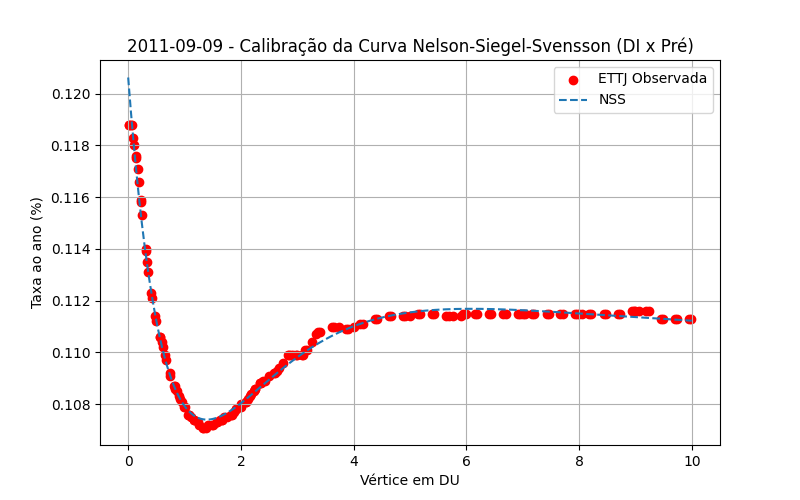 2011-09-09 - Calibração da Curva Nelson-Siegel-Svensson (DI x Pré)
ETTJ Observada
NSS
Taxa ao ano (%)
0.120
0.118
0.116
0.114
0.112
0.110
0.108
0 2 4 6 8 10
Vértice em DU